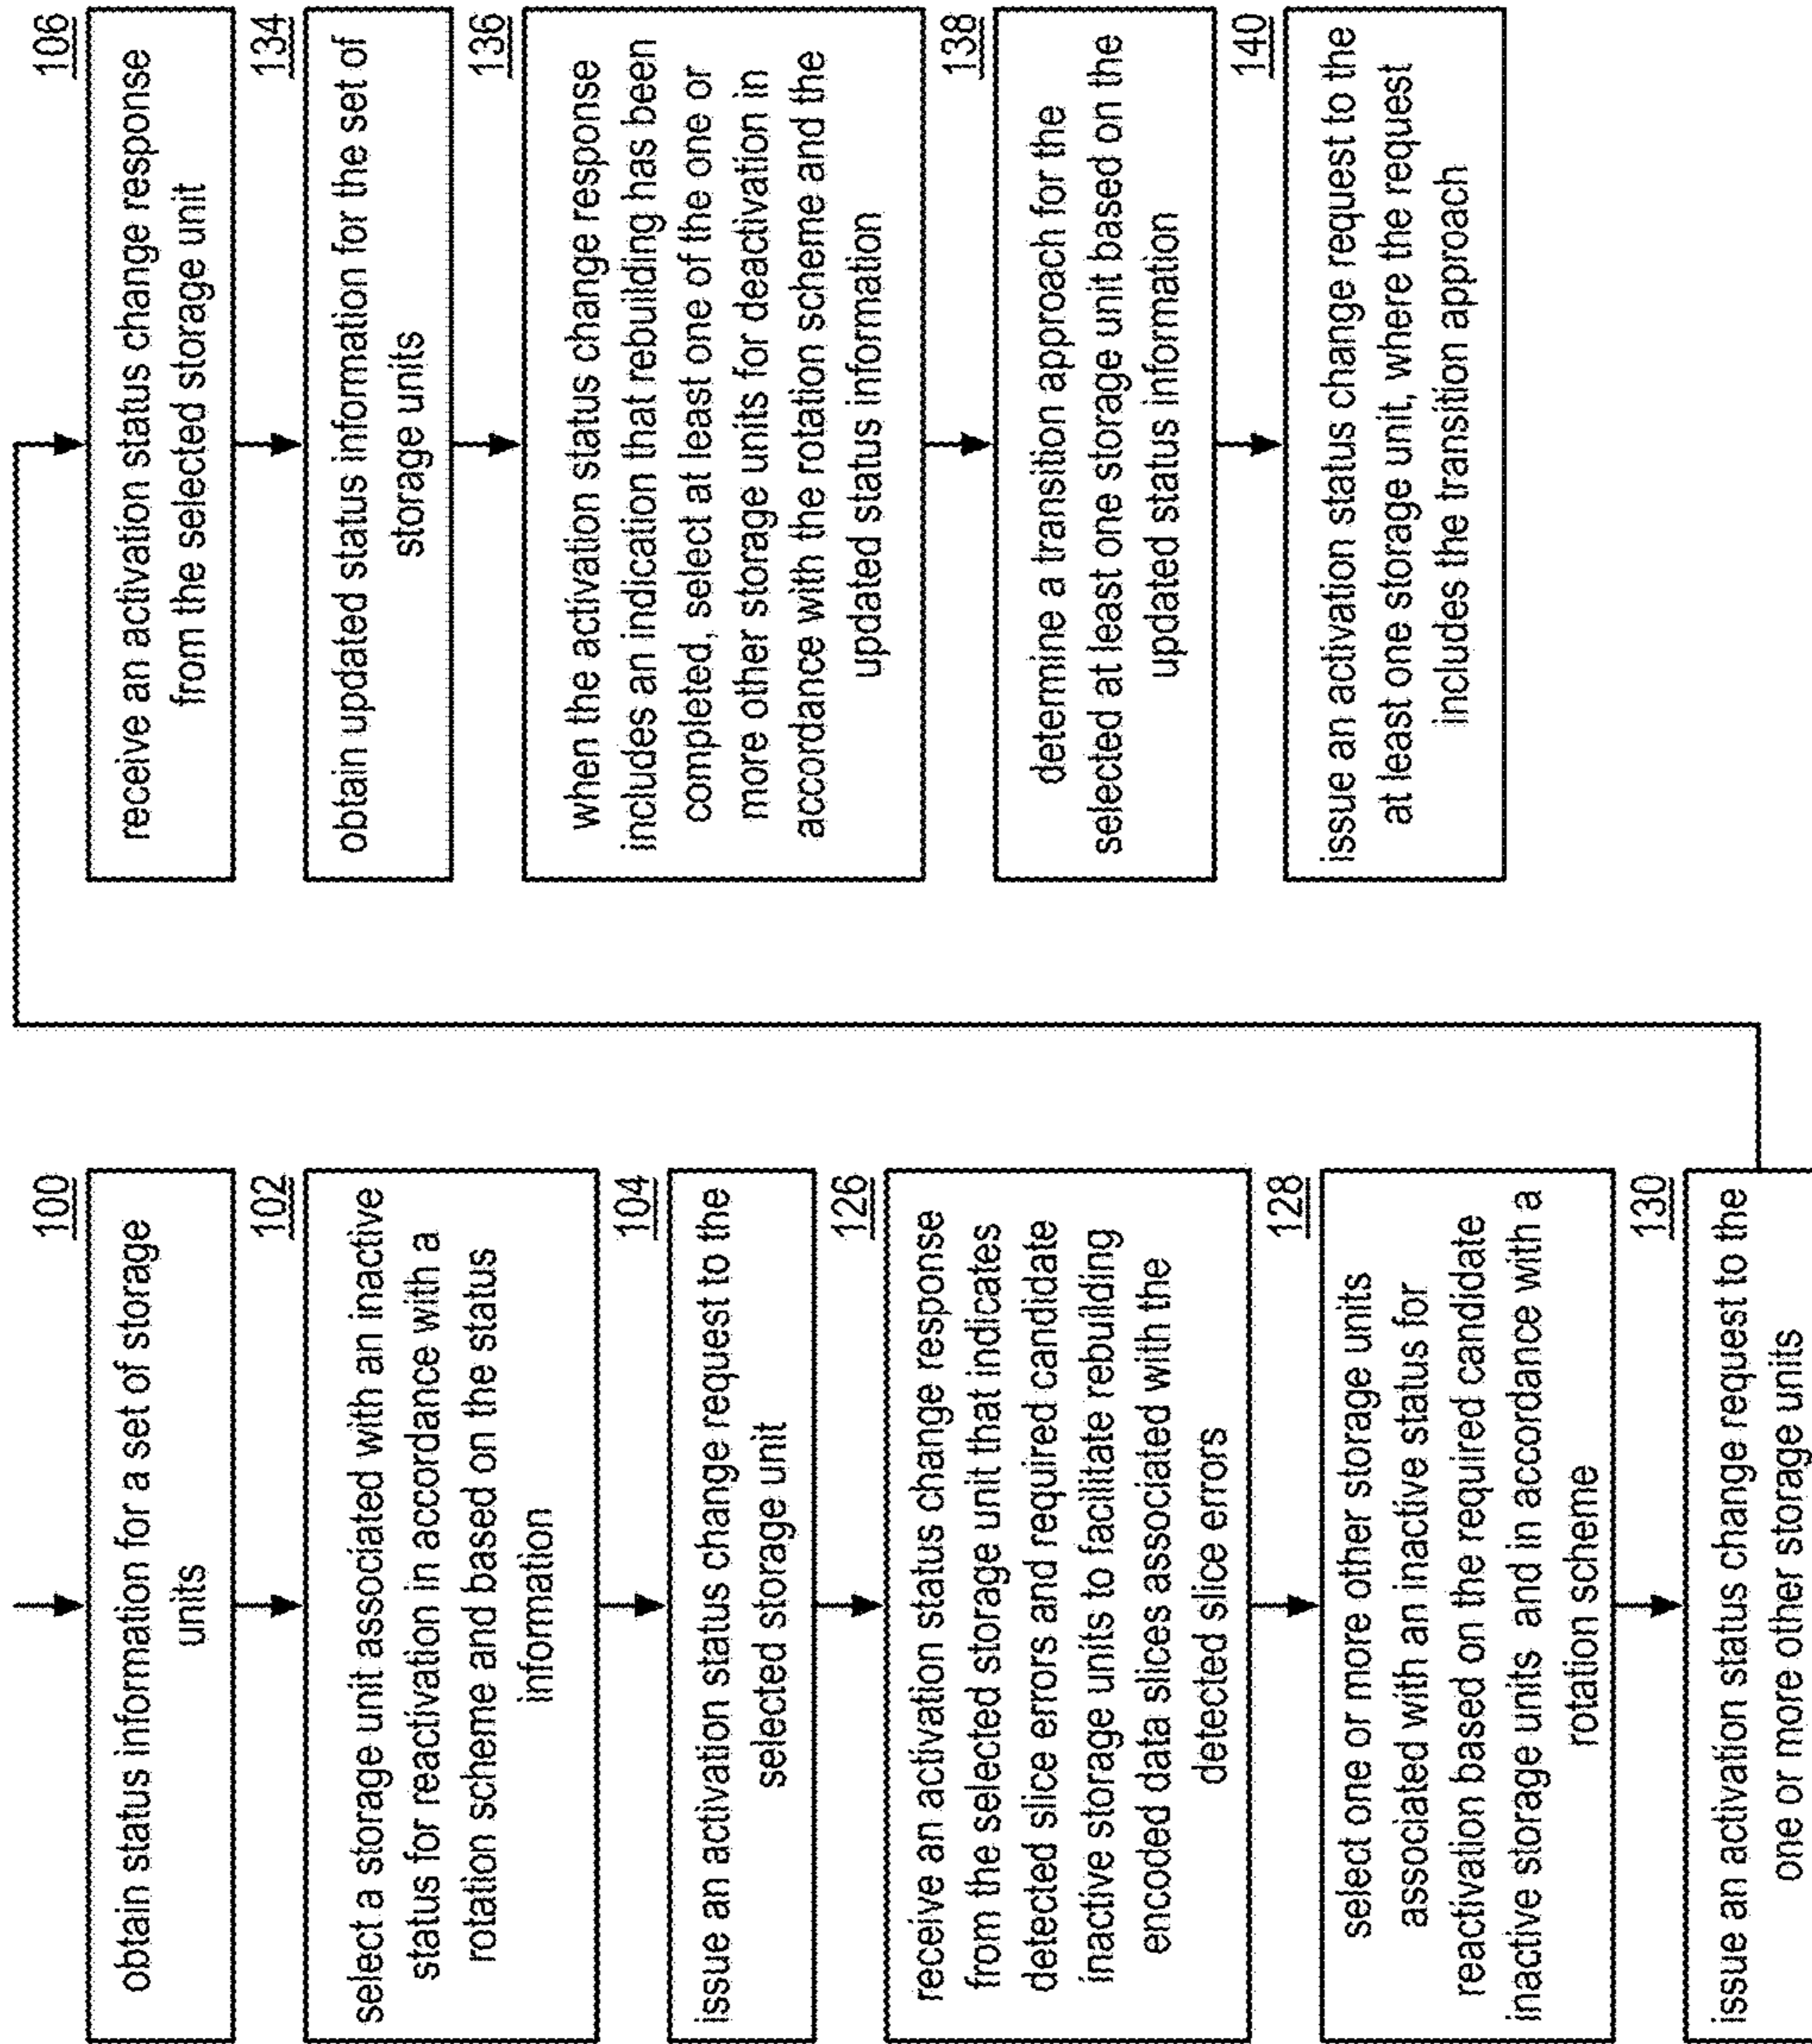 100
obtain status information for a set of storage
units
102
select a storage unit associated with an inactive
status for reactivation in accordance with a
rotation scheme and based on the status
information
104
issue an activation status change request to the
selected storage unit
126
receive an activation status change response
from the selected storage unit that indicates
detected slice errors and required candidate
inactive storage units to facilitate rebuilding
encoded data slices associated with the
detected slice errors
128
select one or more other storage units
associated with an inactive status for
reactivation based on the required candidate
inactive storage units and in accordance with a
rotation scheme
130
issue an activation status change request to the
one or more other storage units
106
receive an activation status change response
from the selected storage unit
134
obtain updated status information for the set of
storage units
136
when the activation status change response
includes an indication that rebuilding has been
completed, select at least one of the one or
more other storage units for deactivation in
accordance with the rotation scheme and the
updated status information
138
determine a transition approach for the
selected at least one storage unit based on the
updated status information
140
issue an activation status change request to the
at least one storage unit, where the request
includes the transition approach